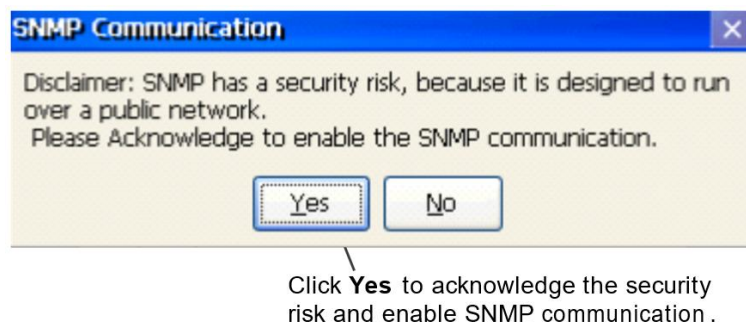 SNMP Communication
Disclaimer: SNMP has a security risk, because it is designed to run
over a public network.
Please Acknowledge to enable the SNMP communication.
Yes No
Click Yes to acknowledge the security
risk and enable SNMP communication .